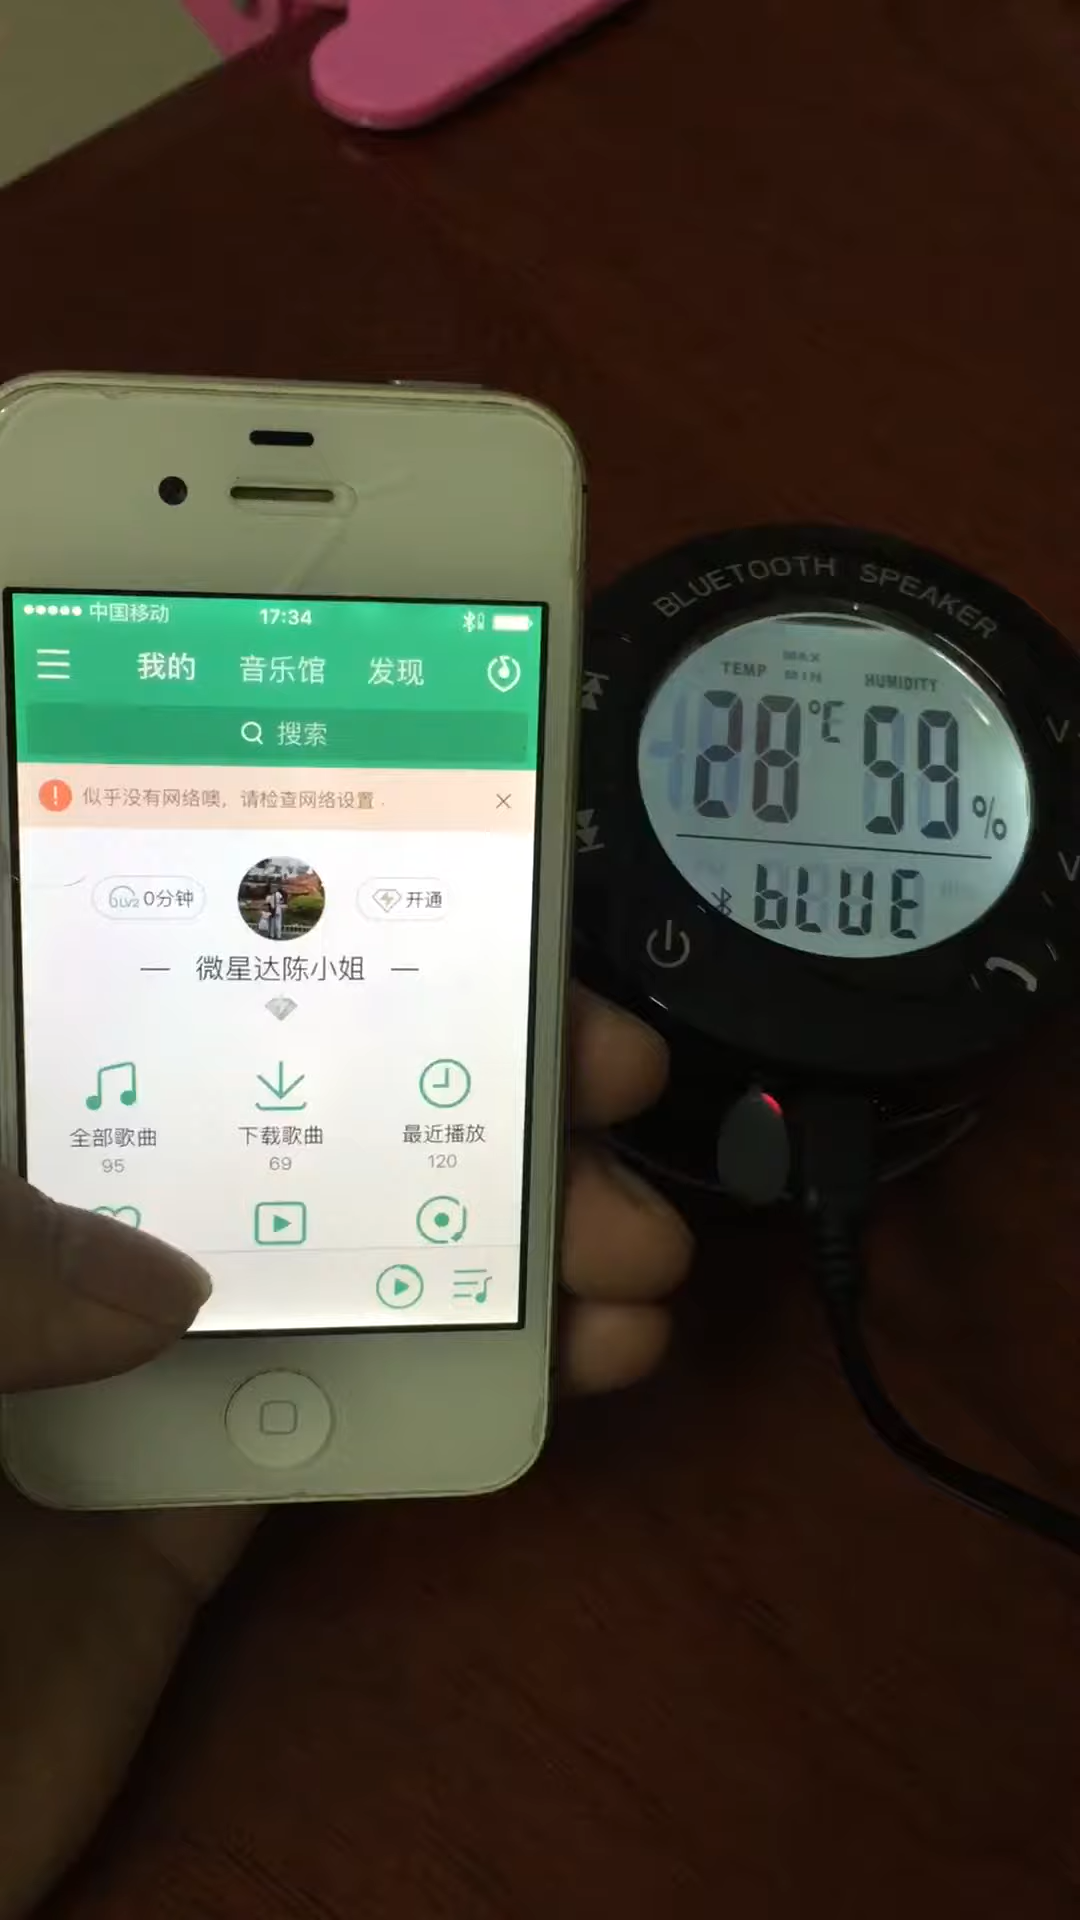 中国移动 17:34
我的 音乐馆 发现
搜索
似乎没有网络噢，请检查网络设置
LV2 0分钟 开通
— 微星达陈小姐 —
全部歌曲 下载歌曲 最近播放
95 69 120
BLUETOOTH SPEAKER
TEMP MAX MIN HUMIDITY
28°C 59%
bLUE
V
V